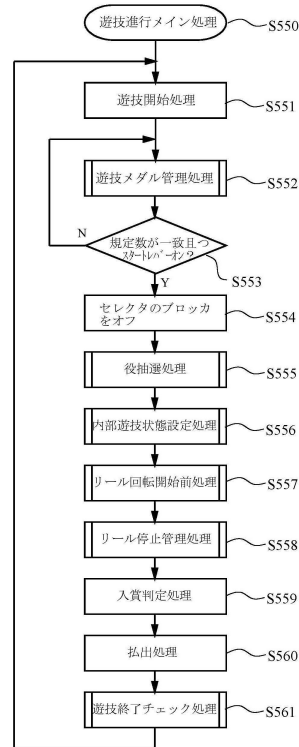 遊技進行メイン処理
S550
遊技開始処理
S551
遊技メダル管理処理
S552
N
規定数が一致且つ
スタートレバーオン?
S553
Y
セレクタのブロッカ
をオフ
S554
役抽選処理
S555
内部遊技状態設定処理
S556
リール回転開始前処理
S557
リール停止管理処理
S558
入賞判定処理
S559
払出処理
S560
遊技終了チェック処理
S561